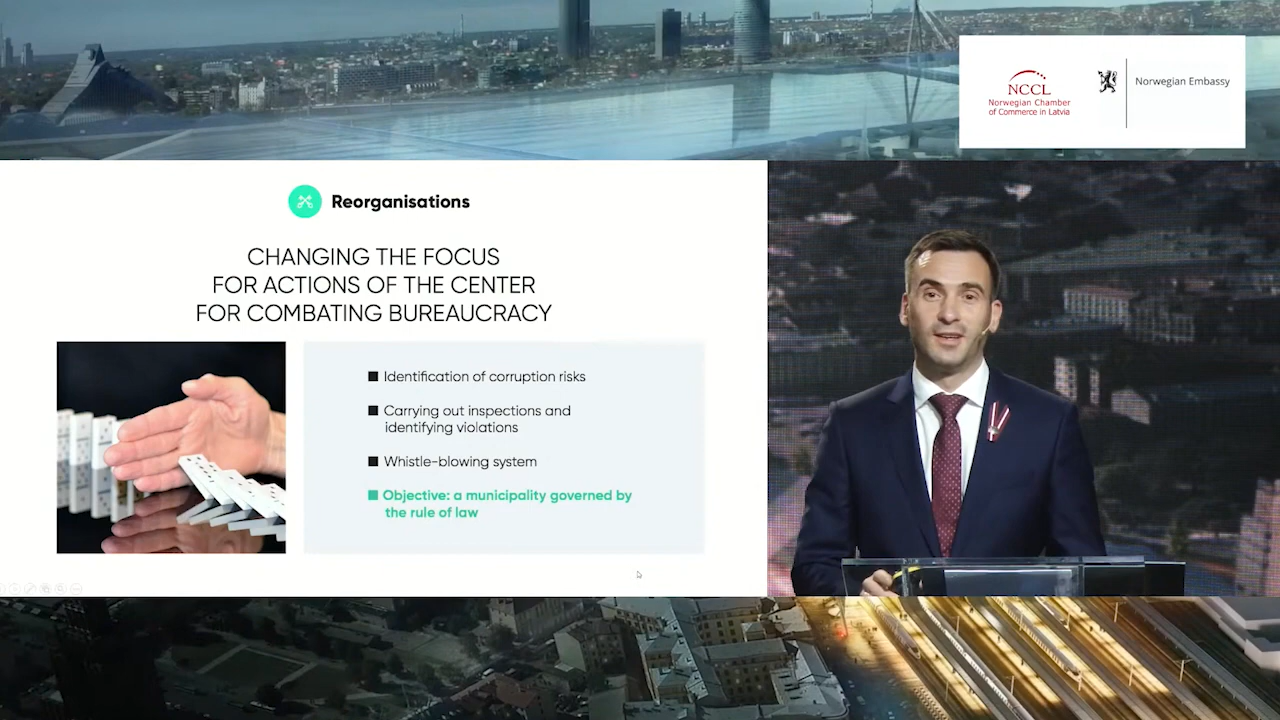 NCCL
Norwegian Chamber
of Commerce in Latvia
Norwegian Embassy
Reorganisations
CHANGING THE FOCUS
FOR ACTIONS OF THE CENTER
FOR COMBATING BUREAUCRACY
Identification of corruption risks
Carrying out inspections and
identifying violations
Whistle-blowing system
Objective: a municipality governed by
the rule of law